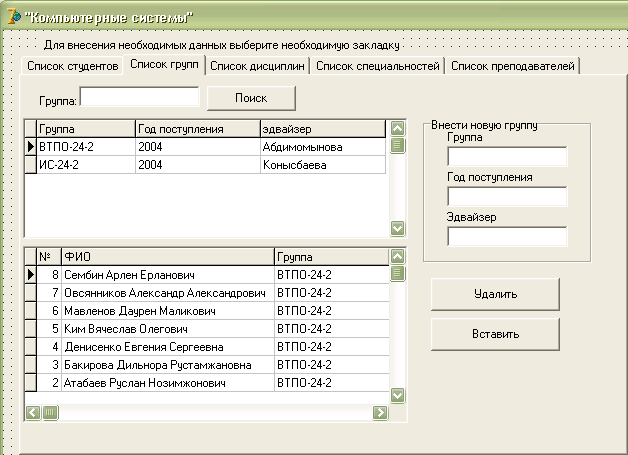 "Компьютерные системы"
Для внесения необходимых данных выберите необходимую закладку
Список студентов Список групп Список дисциплин Список специальностей Список преподавателей
Группа: Поиск
Группа Год поступления эдвайзер
ВТПО-24-2 2004 Абдимомынова
ИС-24-2 2004 Конысбаева
Внести новую группу
Группа
Год поступления
Эдвайзер
№ ФИО Группа
8 Сембин Арлен Ерланович ВТПО-24-2
7 Овсянников Александр Александрович ВТПО-24-2
6 Мавленов Даурен Маликович ВТПО-24-2
5 Ким Вячеслав Олегович ВТПО-24-2
4 Денисенко Евгения Сергеевна ВТПО-24-2
3 Бакирова Дильнора Рустамжановна ВТПО-24-2
2 Атабаев Руслан Нозимжонович ВТПО-24-2
Удалить
Вставить